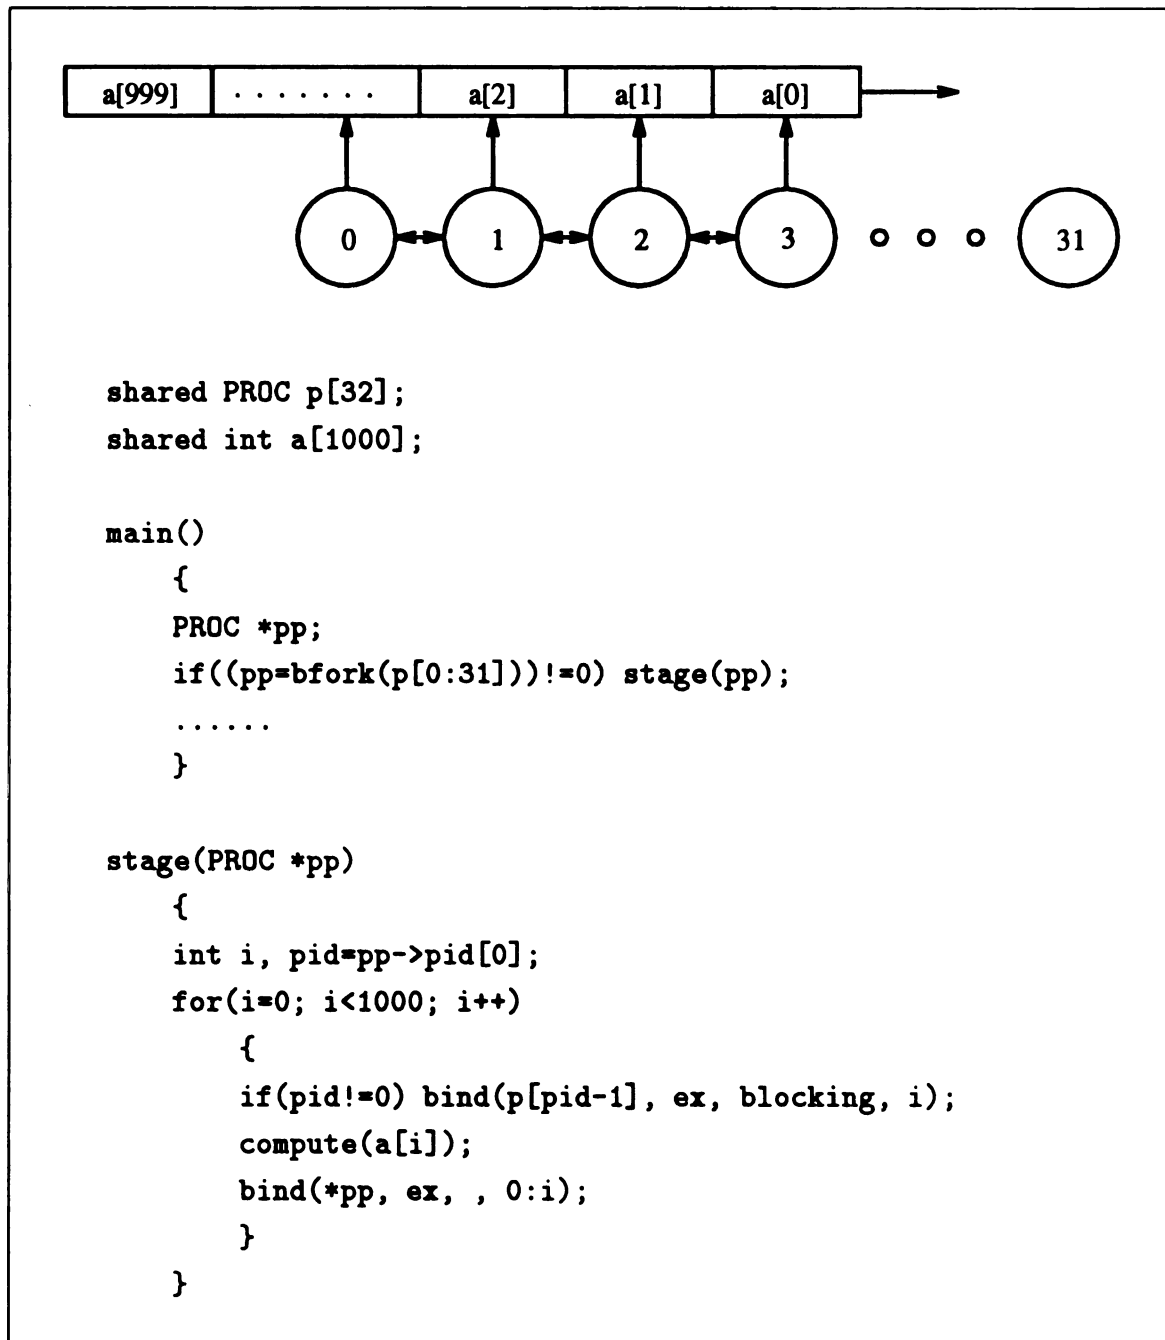 a[999] ....... a[2] a[1] a[0]
0 1 2 3 31
shared PROC p[32];
shared int a[1000];
main()
{
PROC *pp;
if((pp=bfork(p[0:31]))!=0) stage(pp);
......
}
stage(PROC *pp)
{
int i, pid=pp->pid[0];
for(i=0; i<1000; i++)
{
if(pid!=0) bind(p[pid-1], ex, blocking, i);
compute(a[i]);
bind(*pp, ex, , 0:i);
}
}